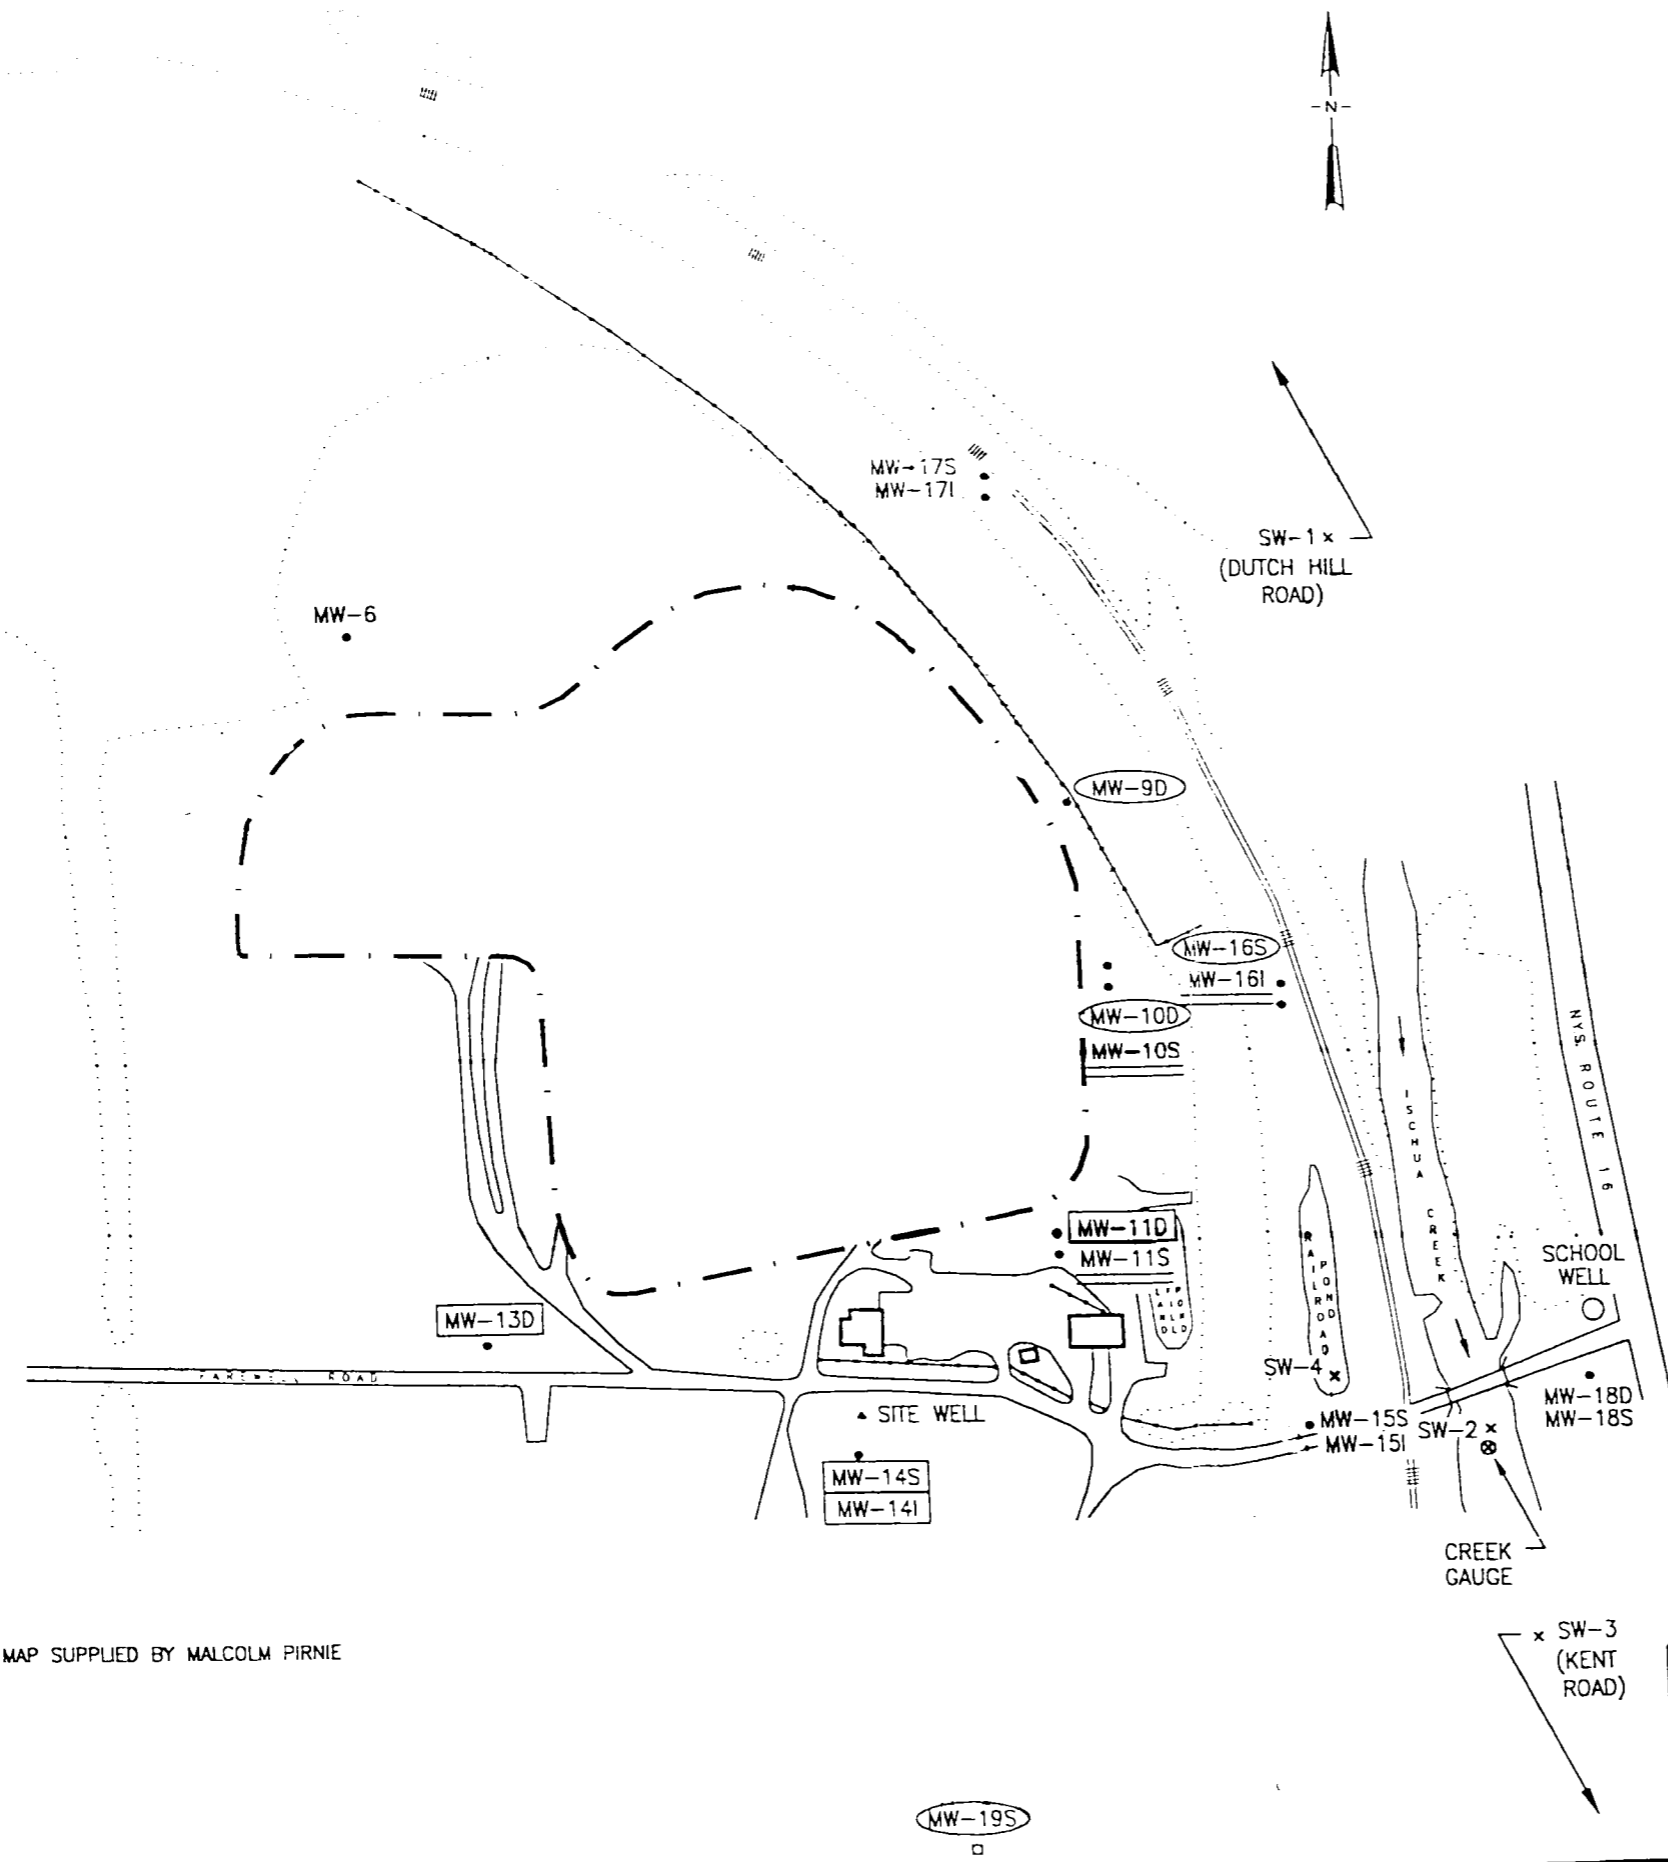 -N-
MW-17S
MW-17I
SW-1 x
(DUTCH HILL
ROAD)
MW-6
MW-9D
MW-16S
MW-16I
MW-10D
MW-10S
NYS. ROUTE 16
ISCHUA CREEK
MW-11D
MW-11S
SCHOOL
WELL
RAILROAD
POND
MW-13D
FAREWELL ROAD
SW-4 x
MW-18D
MW-18S
SITE WELL
MW-15S
MW-15I
SW-2 x
MW-14S
MW-14I
CREEK
GAUGE
MAP SUPPLIED BY MALCOLM PIRNIE
x SW-3
(KENT
ROAD)
MW-19S